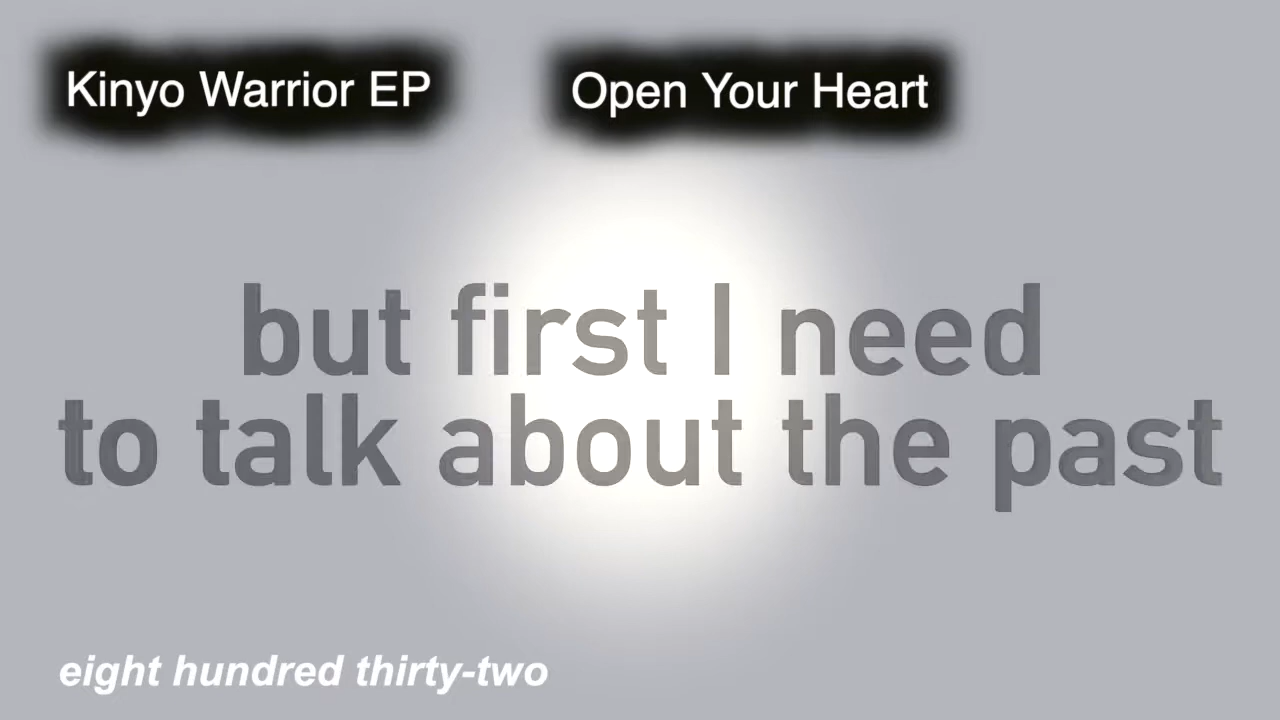 Kinyo Warrior EP
Open Your Heart
but first I need
to talk about the past
eight hundred thirty-two